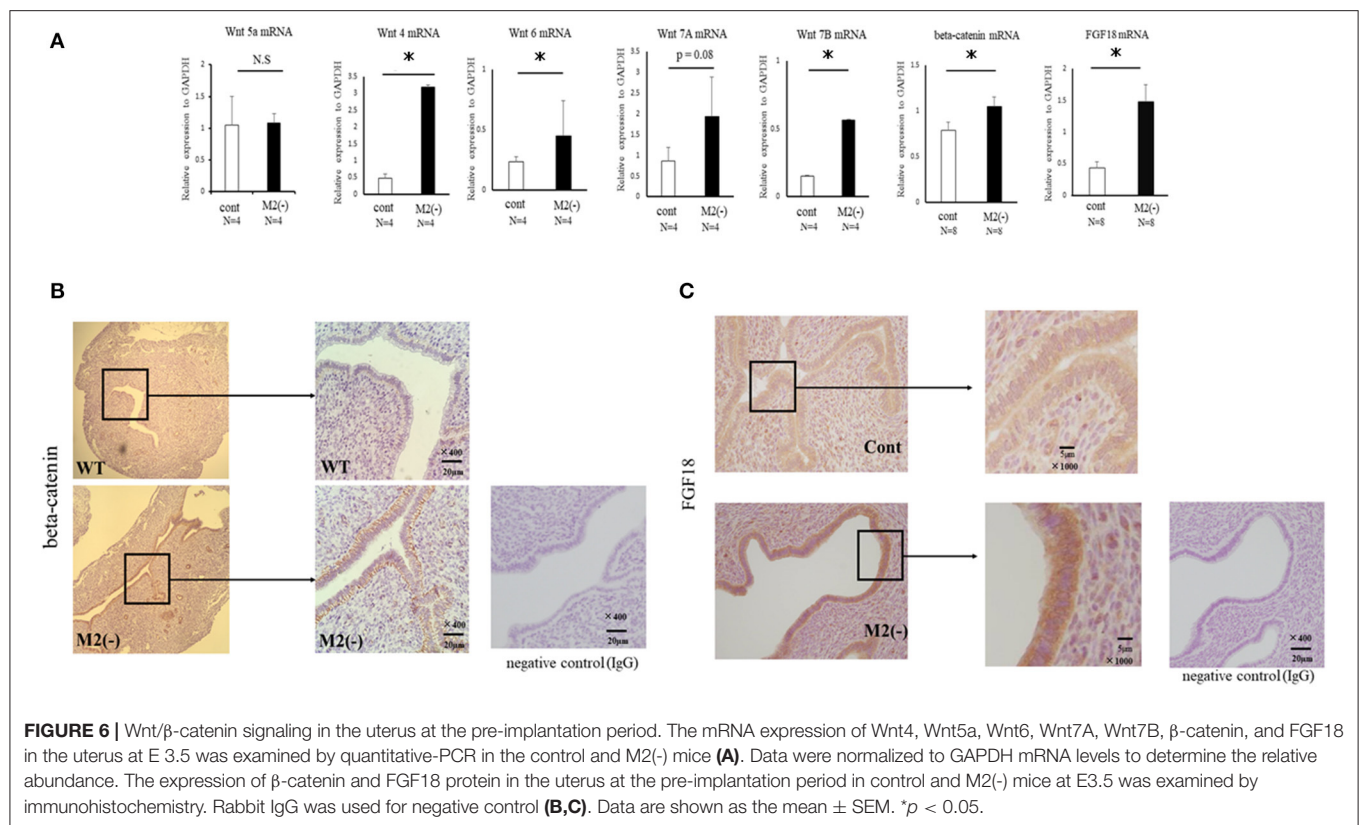 A
Wnt 5a mRNA
N.S
Relative expression to GAPDH
2
1.5
1
0.5
0
cont
M2(-)
N=4
N=4
Wnt 4 mRNA
*
Relative expression to GAPDH
3.5
3
2.5
2
1.5
1
0.5
0
cont
M2(-)
N=4
N=4
Wnt 6 mRNA
*
Relative expression to GAPDH
1
0.5
0
cont
M2(-)
N=4
N=4
Wnt 7A mRNA
p = 0.08
Relative expression to GAPDH
3.5
3
2.5
2
1.5
1
0.5
0
cont
M2(-)
N=4
N=4
Wnt 7B mRNA
*
Relative expression to GAPDH
1
0.5
0
cont
M2(-)
N=4
N=4
beta-catenin mRNA
*
Relative expression to GAPDH
1.5
1
0.5
0
cont
M2(-)
N=8
N=8
FGF18 mRNA
*
Relative expression to GAPDH
2
1.5
1
0.5
0
cont
M2(-)
N=8
N=8
B
beta-catenin
WT
WT
×400
20μm
M2(-)
M2(-)
×400
20μm
×400
20μm
negative control(IgG)
C
FGF18
Cont
5μm
×1000
M2(-)
5μm
×1000
×400
20μm
negative control(IgG)
FIGURE 6 | Wnt/β-catenin signaling in the uterus at the pre-implantation period. The mRNA expression of Wnt4, Wnt5a, Wnt6, Wnt7A, Wnt7B, β-catenin, and FGF18
in the uterus at E 3.5 was examined by quantitative-PCR in the control and M2(-) mice (A). Data were normalized to GAPDH mRNA levels to determine the relative
abundance. The expression of β-catenin and FGF18 protein in the uterus at the pre-implantation period in control and M2(-) mice at E3.5 was examined by
immunohistochemistry. Rabbit IgG was used for negative control (B,C). Data are shown as the mean ± SEM. *p < 0.05.